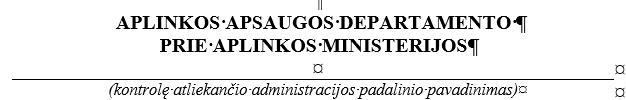 APLINKOS APSAUGOS DEPARTAMENTO
PRIE APLINKOS MINISTERIJOS
(kontrolę atliekančio administracijos padalinio pavadinimas)